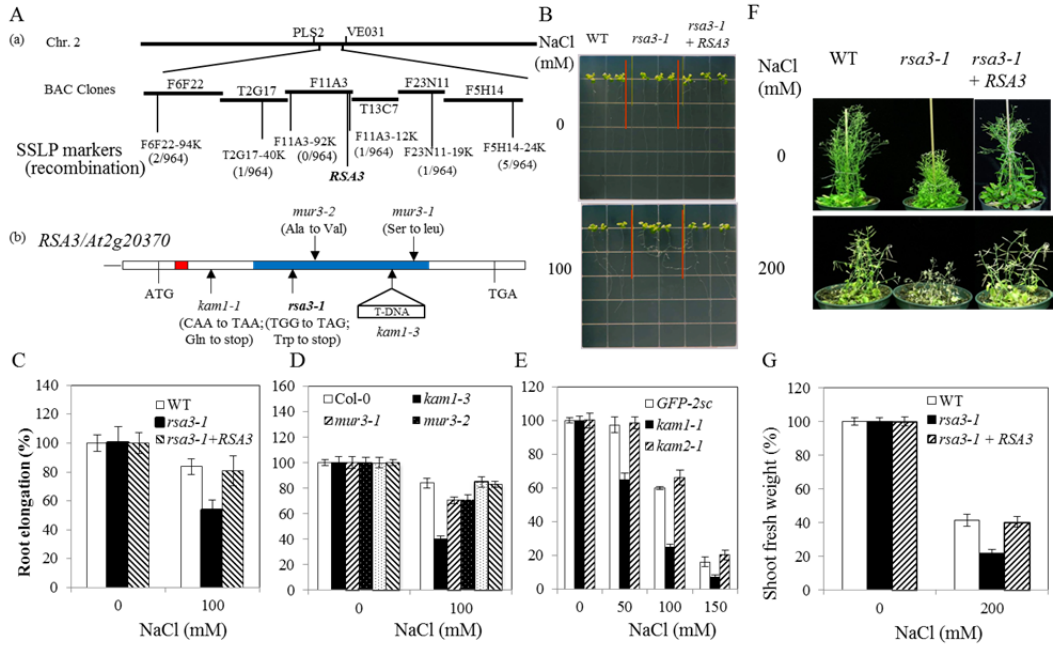 A
(a)
Chr. 2
PLS2 VE031
BAC Clones
F6F22 F11A3 F23N11
T2G17 T13C7 F5H14
SSLP markers
(recombination)
F6F22-94K
(2/964)
T2G17-40K
(1/964)
F11A3-92K
(0/964)
RSA3
F11A3-12K
(1/964)
F23N11-19K
(1/964)
F5H14-24K
(5/964)
(b)
RSA3/At2g20370
mur3-2
(Ala to Val)
mur3-1
(Ser to leu)
ATG
TGA
kam1-1
(CAA to TAA;
Gln to stop)
rsa3-1
(TGG to TAG;
Trp to stop)
T-DNA
kam1-3
B
NaCl
(mM)
WT rsa3-1 rsa3-1
+ RSA3
0
100
F
NaCl
(mM)
WT rsa3-1 rsa3-1
+ RSA3
0
200
C
Root elongation (%)
140
120
100
80
60
40
20
0
WT
rsa3-1
rsa3-1+RSA3
0 100
NaCl (mM)
D
160
140
120
100
80
60
40
20
0
Col-0 kam1-3
mur3-1 mur3-2
0 100
NaCl (mM)
E
120
100
80
60
40
20
0
GFP-2sc
kam1-1
kam2-1
0 50 100 150
NaCl (mM)
G
Shoot fresh weight (%)
120
100
80
60
40
20
0
WT
rsa3-1
rsa3-1 + RSA3
0 200
NaCl (mM)